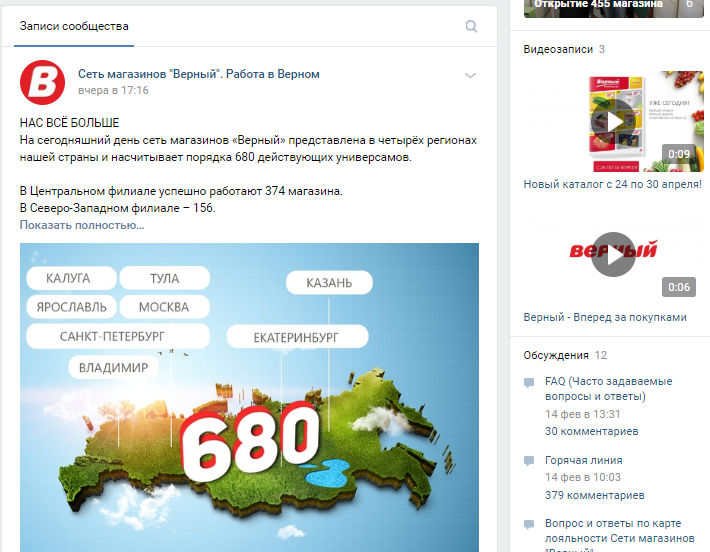 Записи сообщества
В
Сеть магазинов "Верный". Работа в Верном
вчера в 17:16
НАС ВСЁ БОЛЬШЕ
На сегодняшний день сеть магазинов «Верный» представлена в четырёх регионах
нашей страны и насчитывает порядка 680 действующих универсамов.
В Центральном филиале успешно работают 374 магазина.
В Северо-Западном филиале – 156.
Показать полностью...
КАЛУГА
ТУЛА
КАЗАНЬ
ЯРОСЛАВЛЬ
МОСКВА
САНКТ-ПЕТЕРБУРГ
ЕКАТЕРИНБУРГ
ВЛАДИМИР
680
Открытие 455 магазина 6
Видеозаписи 3
Верный
УЖЕ СЕГОДНЯ!
0:09
Новый каталог с 24 по 30 апреля!
верный
0:06
Верный - Вперед за покупками
Обсуждения 12
FAQ (Часто задаваемые
вопросы и ответы)
14 фев в 13:31
30 комментариев
Горячая линия
14 фев в 10:03
379 комментариев
Вопрос и ответы по карте
лояльности Сети магазинов
"Верный"